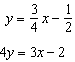 y = 3/4 x - 1/2
4y = 3x - 2